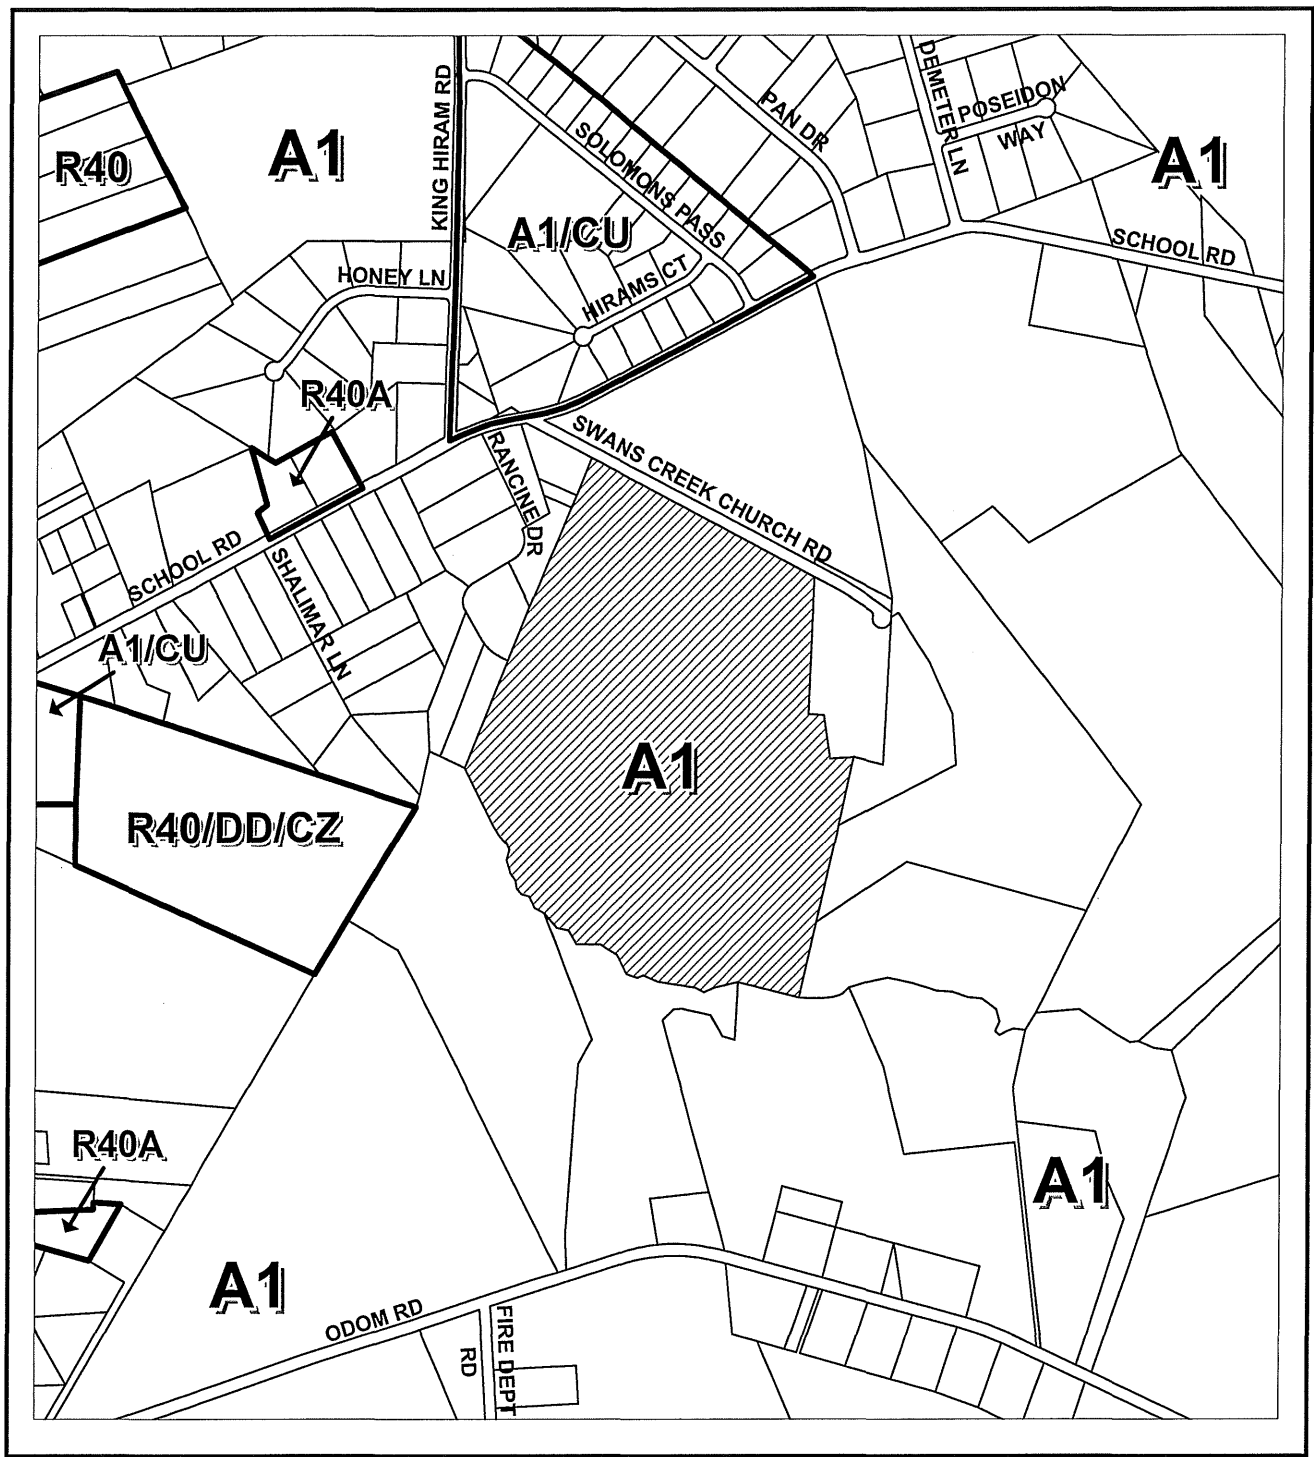 KING HIRAM RD
DEMETER LN
PAN DR
POSEIDON
WAY
A1
R40
A1
SOLOMONS PASS
A1/CU
SCHOOL RD
HONEY LN
HIRAMS CT
R40A
SWANS CREEK CHURCH RD
RANCINE DR
SCHOOL RD
SHALIMAR LN
A1/CU
A1
R40/DD/CZ
R40A
A1
A1
ODOM RD
FIRE DEPT
RD